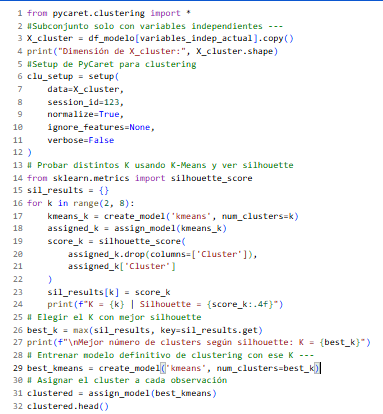 1 from pycaret.clustering import *
2 #Subconjunto solo con variables independientes ---
3 X_cluster = df_modelo[variables_indep_actual].copy()
4 print("Dimensión de X_cluster:", X_cluster.shape)
5 #Setup de PyCaret para clustering
6 clu_setup = setup(
7     data=X_cluster,
8     session_id=123,
9     normalize=True,
10     ignore_features=None,
11     verbose=False
12 )
13 # Probar distintos K usando K-Means y ver silhouette
14 from sklearn.metrics import silhouette_score
15 sil_results = {}
16 for k in range(2, 8):
17     kmeans_k = create_model('kmeans', num_clusters=k)
18     assigned_k = assign_model(kmeans_k)
19     score_k = silhouette_score(
20         assigned_k.drop(columns=['Cluster']),
21         assigned_k['Cluster']
22     )
23     sil_results[k] = score_k
24     print(f"K = {k} | Silhouette = {score_k:.4f}")
25 # Elegir el K con mejor silhouette
26 best_k = max(sil_results, key=sil_results.get)
27 print(f"\nMejor número de clusters según silhouette: K = {best_k}")
28 # Entrenar modelo definitivo de clustering con ese K ---
29 best_kmeans = create_model('kmeans', num_clusters=best_k)
30 # Asignar el cluster a cada observación
31 clustered = assign_model(best_kmeans)
32 clustered.head()